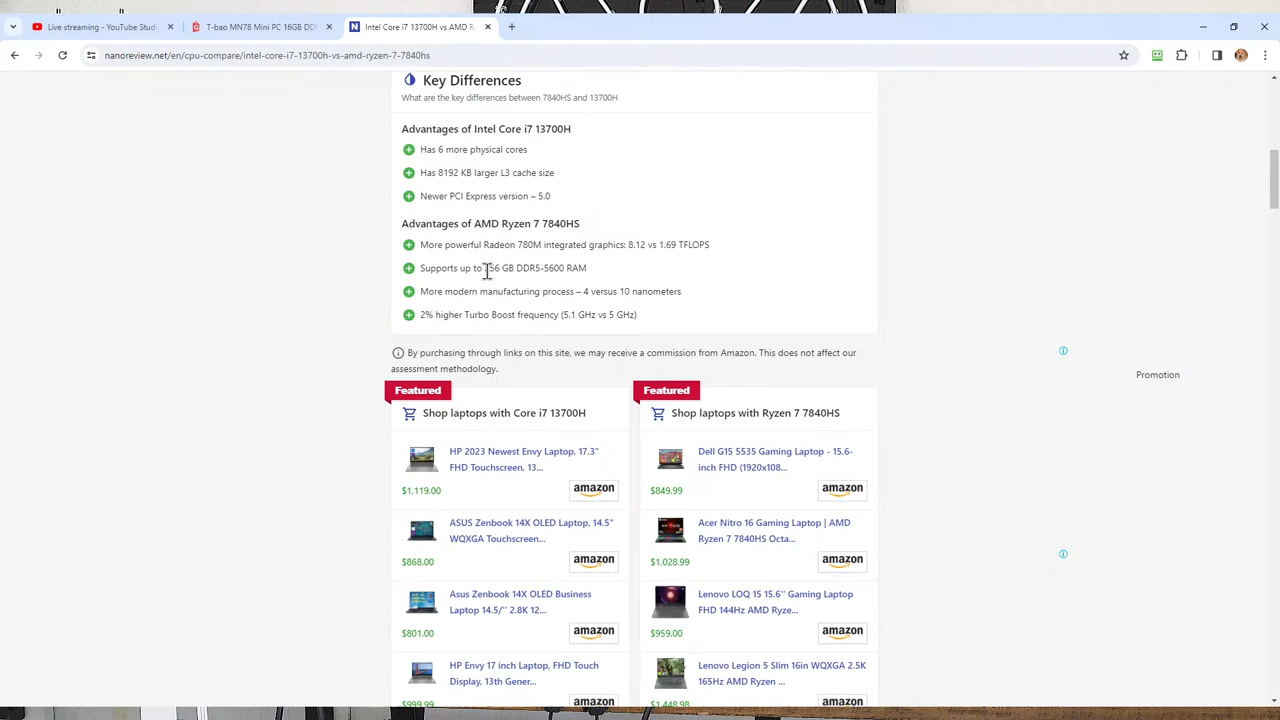 Live streaming - YouTube Studi
T-bao MN78 Mini PC 16GB DD
Intel Core i7 13700H vs AMD R
nanoreview.net/en/cpu-compare/intel-core-i7-13700h-vs-amd-ryzen-7-7840hs
Key Differences
What are the key differences between 7840HS and 13700H
Advantages of Intel Core i7 13700H
Has 6 more physical cores
Has 8192 KB larger L3 cache size
Newer PCI Express version – 5.0
Advantages of AMD Ryzen 7 7840HS
More powerful Radeon 780M integrated graphics: 8.12 vs 1.69 TFLOPS
Supports up to 56 GB DDR5-5600 RAM
More modern manufacturing process – 4 versus 10 nanometers
2% higher Turbo Boost frequency (5.1 GHz vs 5 GHz)
By purchasing through links on this site, we may receive a commission from Amazon. This does not affect our
assessment methodology.
Promotion
Featured
Shop laptops with Core i7 13700H
HP 2023 Newest Envy Laptop, 17.3"
FHD Touchscreen, 13...
$1,119.00
amazon
ASUS Zenbook 14X OLED Laptop, 14.5"
WQXGA Touchscreen...
$868.00
amazon
Asus Zenbook 14X OLED Business
Laptop 14.5/'' 2.8K 12...
$801.00
amazon
HP Envy 17 inch Laptop, FHD Touch
Display, 13th Gener...
$999.99
amazon
Featured
Shop laptops with Ryzen 7 7840HS
Dell G15 5535 Gaming Laptop - 15.6-
inch FHD (1920x108...
$849.99
amazon
Acer Nitro 16 Gaming Laptop | AMD
Ryzen 7 7840HS Octa...
$1,028.99
amazon
Lenovo LOQ 15 15.6'' Gaming Laptop
FHD 144Hz AMD Ryze...
$959.00
amazon
Lenovo Legion 5 Slim 16in WQXGA 2.5K
165Hz AMD Ryzen ...
$1,448.98
amazon